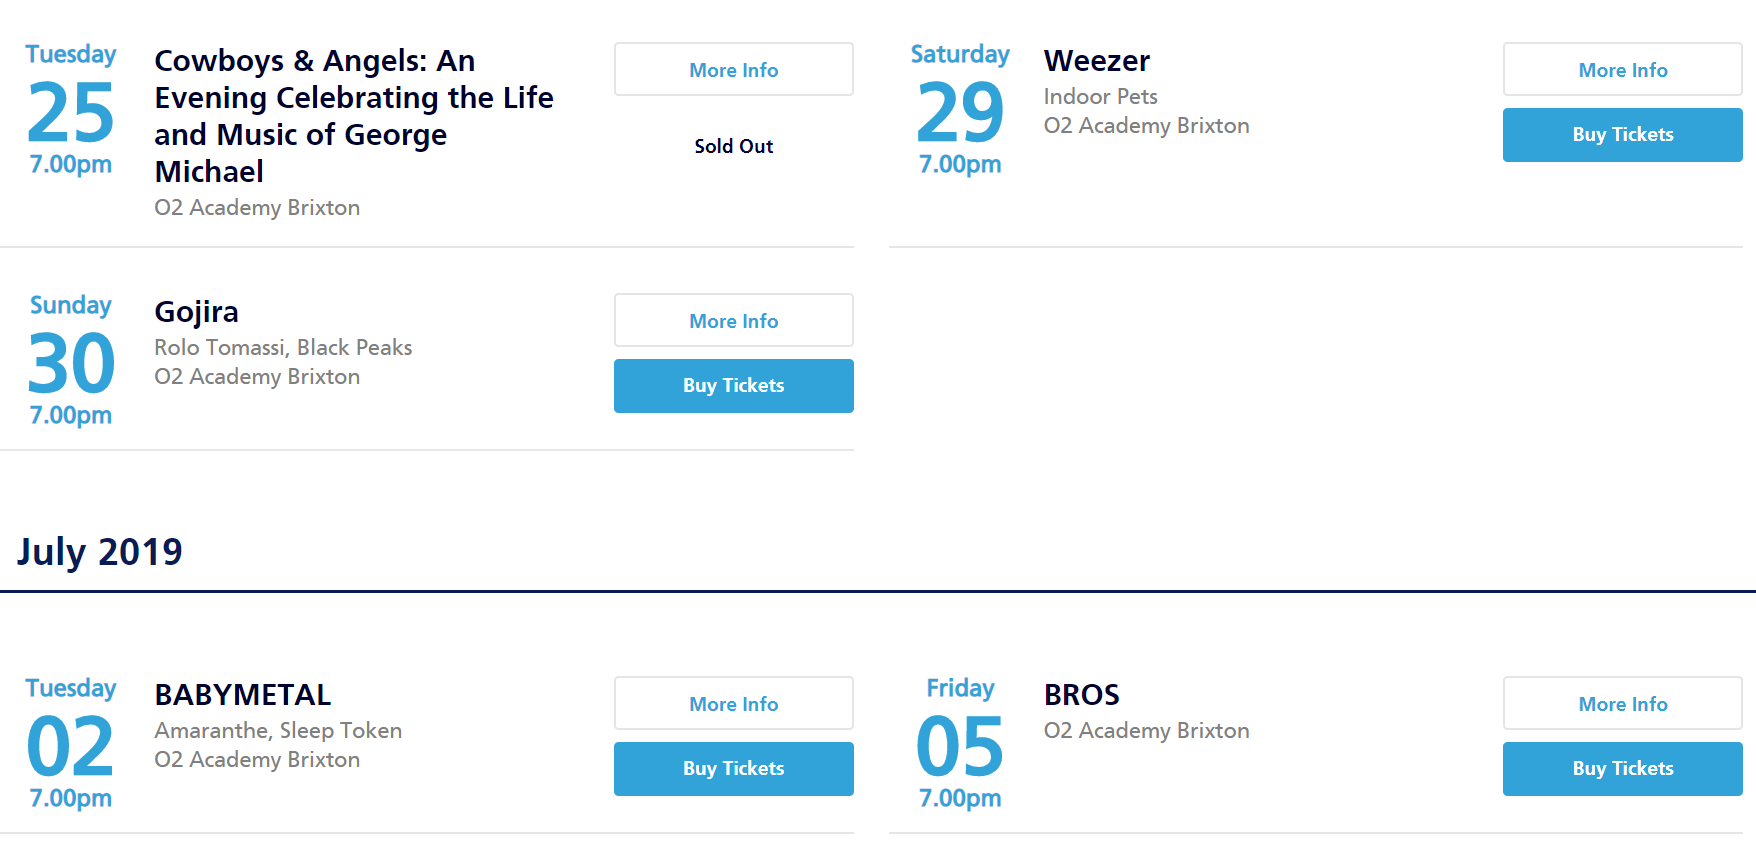 Tuesday
25
7.00pm
Cowboys & Angels: An
Evening Celebrating the Life
and Music of George
Michael
O2 Academy Brixton
More Info
Sold Out
Saturday
29
7.00pm
Weezer
Indoor Pets
O2 Academy Brixton
More Info
Buy Tickets
Sunday
30
7.00pm
Gojira
Rolo Tomassi, Black Peaks
O2 Academy Brixton
More Info
Buy Tickets
July 2019
Tuesday
02
7.00pm
BABYMETAL
Amaranthe, Sleep Token
O2 Academy Brixton
More Info
Buy Tickets
Friday
05
7.00pm
BROS
O2 Academy Brixton
More Info
Buy Tickets